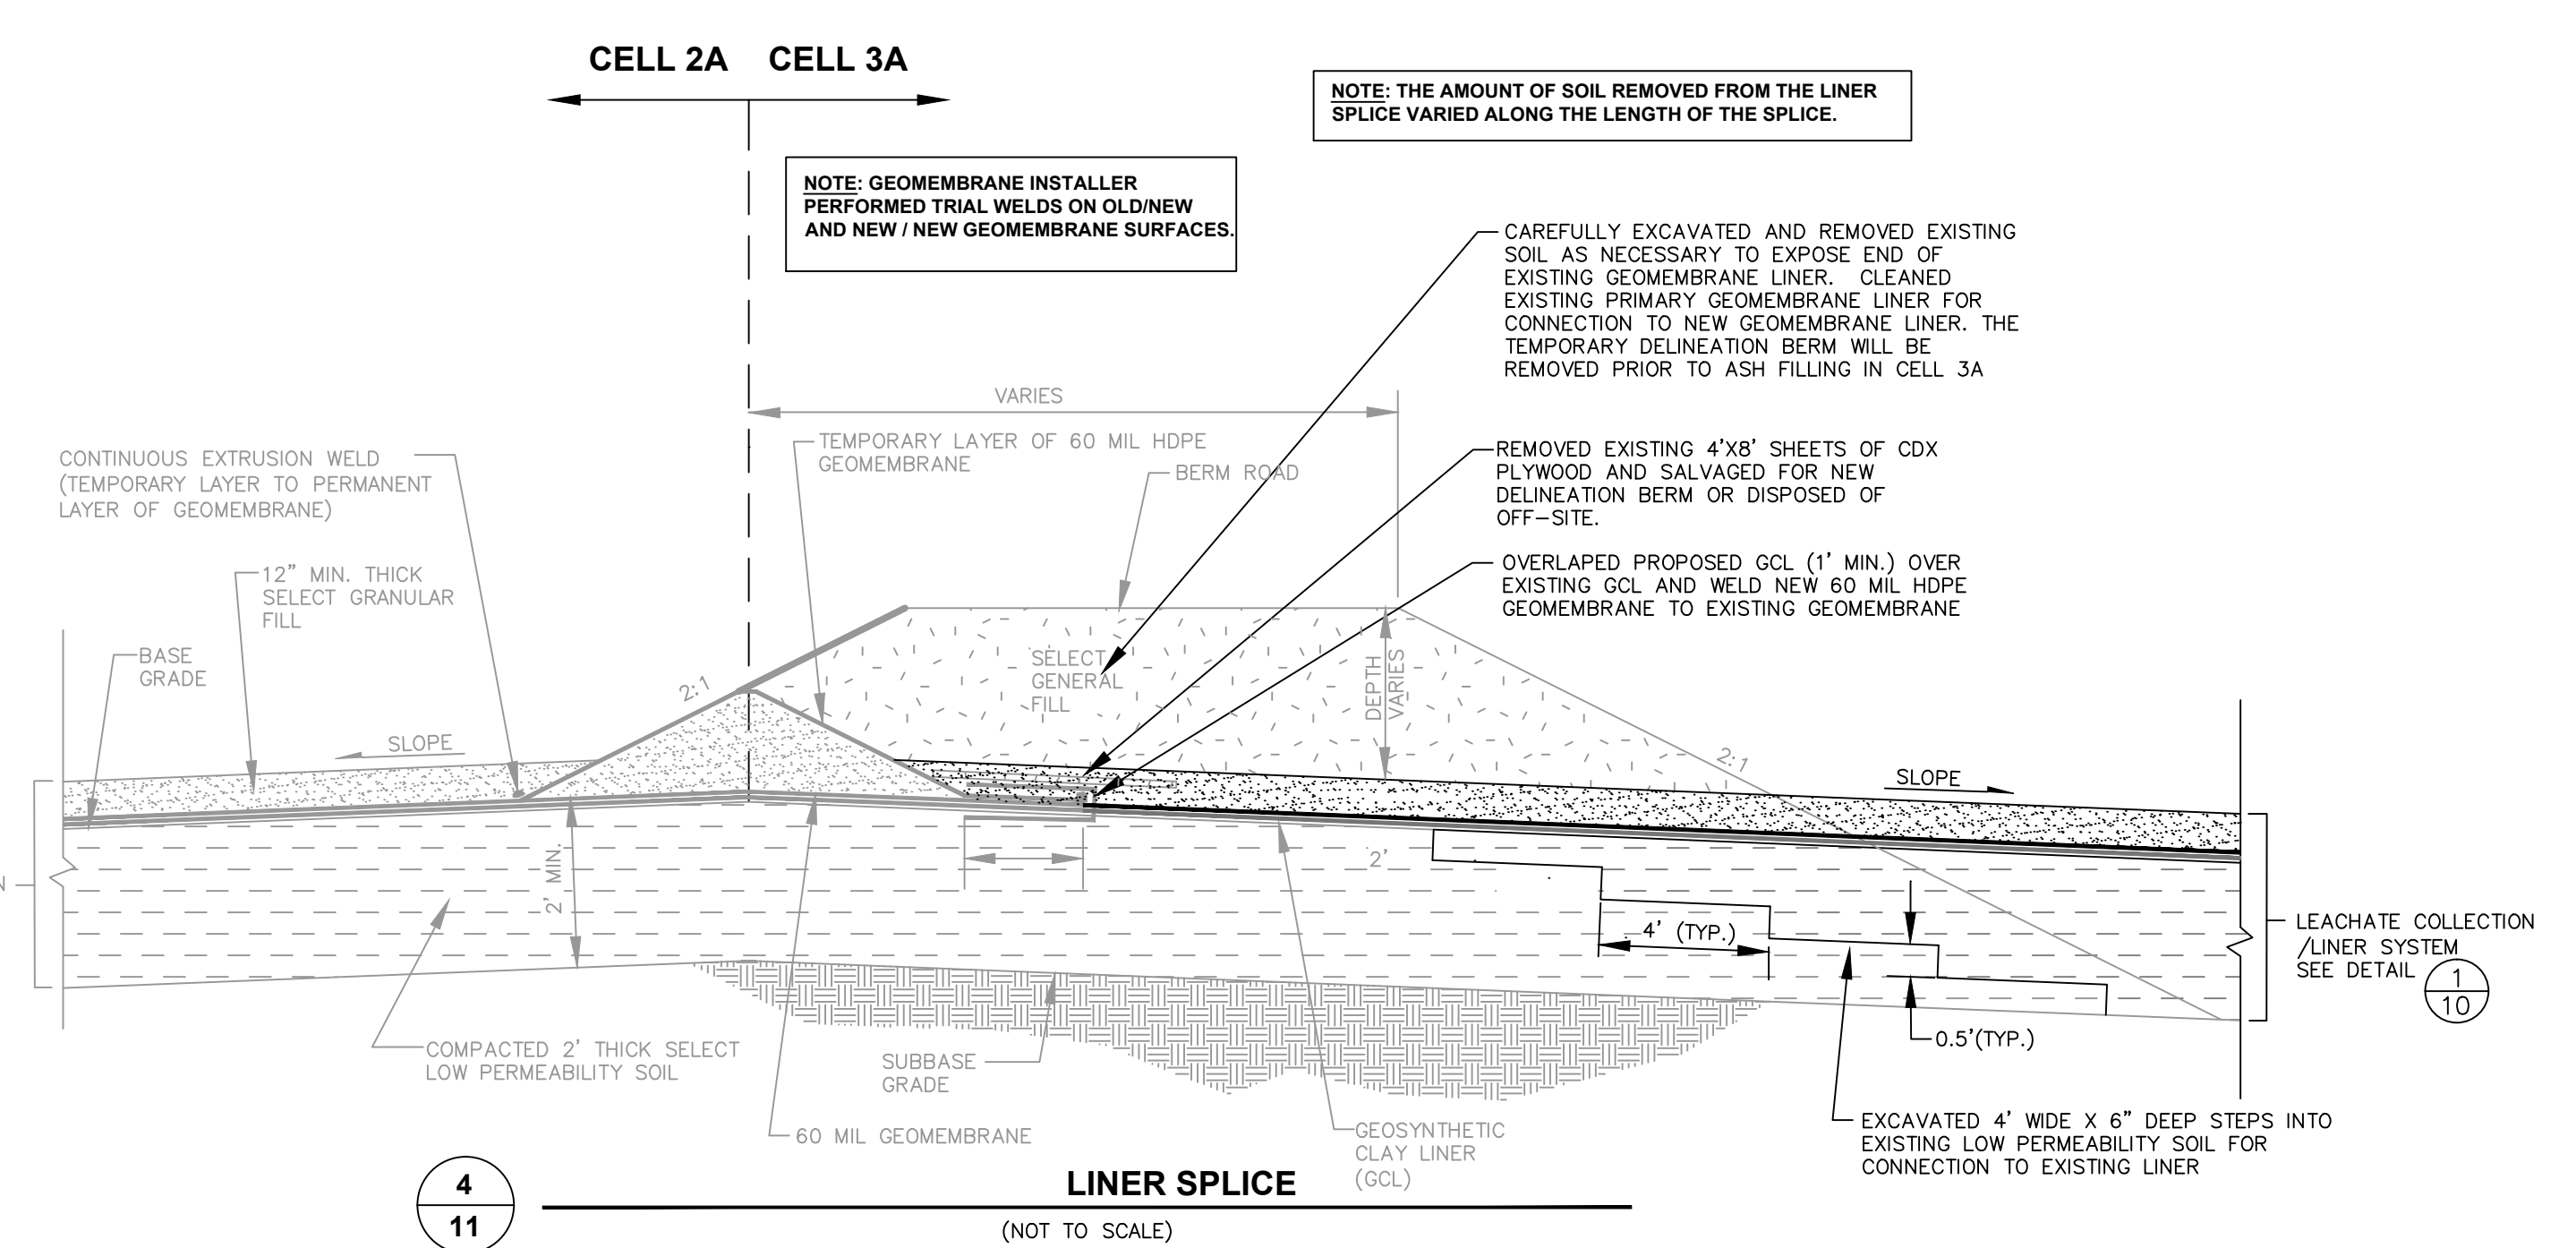 CELL 2A CELL 3A
NOTE: THE AMOUNT OF SOIL REMOVED FROM THE LINER
SPLICE VARIED ALONG THE LENGTH OF THE SPLICE.
NOTE: GEOMEMBRANE INSTALLER
PERFORMED TRIAL WELDS ON OLD/NEW
AND NEW / NEW GEOMEMBRANE SURFACES.
CAREFULLY EXCAVATED AND REMOVED EXISTING
SOIL AS NECESSARY TO EXPOSE END OF
EXISTING GEOMEMBRANE LINER. CLEANED
EXISTING PRIMARY GEOMEMBRANE LINER FOR
CONNECTION TO NEW GEOMEMBRANE LINER. THE
TEMPORARY DELINEATION BERM WILL BE
REMOVED PRIOR TO ASH FILLING IN CELL 3A
VARIES
TEMPORARY LAYER OF 60 MIL HDPE
GEOMEMBRANE
BERM ROAD
CONTINUOUS EXTRUSION WELD
(TEMPORARY LAYER TO PERMANENT
LAYER OF GEOMEMBRANE)
REMOVED EXISTING 4'X8' SHEETS OF CDX
PLYWOOD AND SALVAGED FOR NEW
DELINEATION BERM OR DISPOSED OF
OFF-SITE.
12" MIN. THICK
SELECT GRANULAR
FILL
OVERLAPED PROPOSED GCL (1' MIN.) OVER
EXISTING GCL AND WELD NEW 60 MIL HDPE
GEOMEMBRANE TO EXISTING GEOMEMBRANE
BASE
GRADE
2:1
SELECT
GENERAL
FILL
DEPTH
VARIES
2:1
SLOPE
SLOPE
2' MIN.
2'
4' (TYP.)
LEACHATE COLLECTION
/LINER SYSTEM
SEE DETAIL
1
10
0.5'(TYP.)
COMPACTED 2' THICK SELECT
LOW PERMEABILITY SOIL
SUBBASE
GRADE
60 MIL GEOMEMBRANE
GEOSYNTHETIC
CLAY LINER
(GCL)
EXCAVATED 4' WIDE X 6" DEEP STEPS INTO
EXISTING LOW PERMEABILITY SOIL FOR
CONNECTION TO EXISTING LINER
4
11
LINER SPLICE
(NOT TO SCALE)